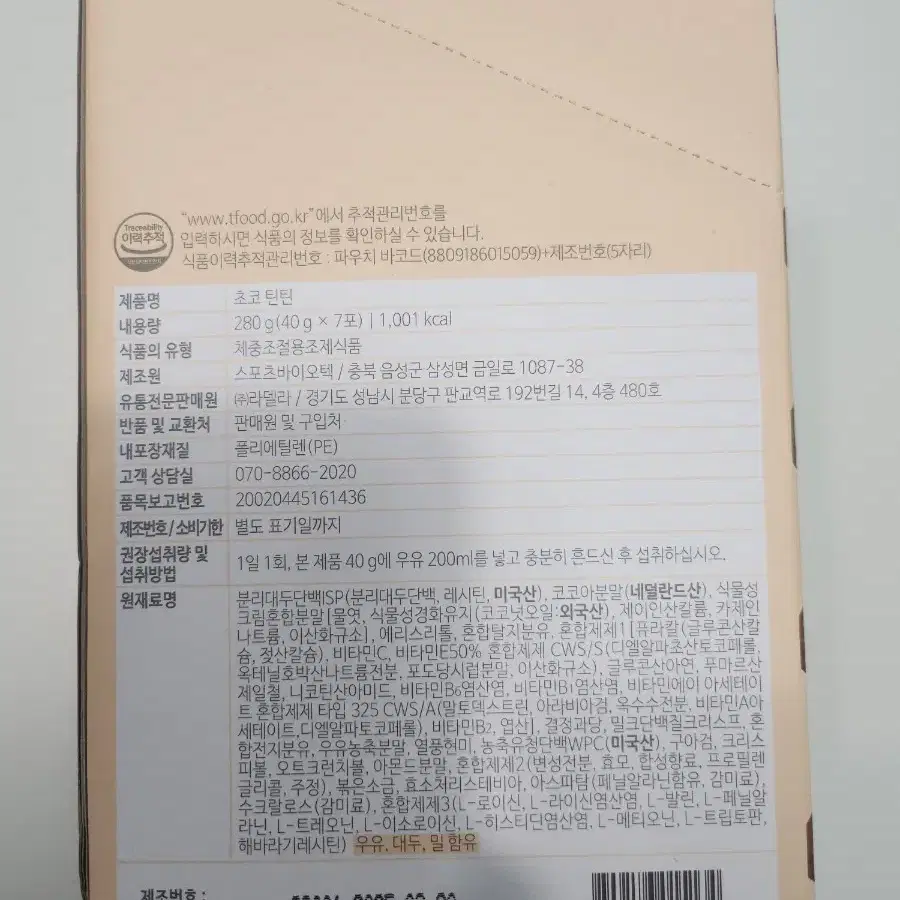 "www.tfood.go.kr"에서 추적관리번호를
Traceability
이력추적
입력하시면 식품의 정보를 확인하실 수 있습니다.
식품이력추적관리번호 : 파우치 바코드(8809186015059)+제조번호(5자리)
제품명 초코 틴틴
내용량 280 g(40 g × 7포) | 1,001 kcal
식품의 유형 체중조절용조제식품
제조원 스포츠바이오텍 / 충북 음성군 삼성면 금일로 1087-38
유통전문판매원 ㈜라델라 / 경기도 성남시 분당구 판교역로 192번길 14, 4층 480호
반품 및 교환처 판매원 및 구입처
내포장재질 폴리에틸렌(PE)
고객 상담실 070-8866-2020
품목보고번호 20020445161436
제조번호/소비기한 별도 표기일까지
권장섭취량 및
섭취방법 1일 1회, 본 제품 40 g에 우유 200ml를 넣고 충분히 흔드신 후 섭취하십시오.
원재료명 분리대두단백ISP(분리대두단백, 레시틴, 미국산), 코코아분말(네덜란드산), 식물성
크림혼합분말[물엿, 식물성경화유지(코코넛오일:외국산), 제이인산칼륨, 카제인
나트륨, 이산화규소], 에리스리톨, 혼합탈지분유, 혼합제제1[퓨라칼(글루콘산칼
슘, 젖산칼슘), 비타민C, 비타민E50% 혼합제제 CWS/S(디엘알파초산토코페롤,
옥테닐호박산나트륨전분, 포도당시럽분말, 이산화규소), 글루콘산아연, 푸마르산
제일철, 니코틴산아미드, 비타민B6염산염, 비타민B1염산염, 비타민에이 아세테이
트 혼합제제 타입 325 CWS/A(말토덱스트린, 아라비아검, 옥수수전분, 비타민A아
세테이트,디엘알파토코페롤), 비타민B2, 엽산], 결정과당, 밀크단백질크리스프, 혼
합전지분유, 우유농축분말, 열풍현미, 농축유청단백WPC(미국산), 구아검, 크리스
피볼, 오트크런치볼, 아몬드분말, 혼합제제2(변성전분, 효모, 합성향료, 프로필렌
글리콜, 주정), 볶은소금, 효소처리스테비아, 아스파탐(페닐알라닌함유, 감미료),
수크랄로스(감미료), 혼합제제3(L-로이신, L-라이신염산염, L-발린, L-페닐알
라닌, L-트레오닌, L-이소로이신, L-히스티딘염산염, L-메티오닌, L-트립토판,
해바라기레시틴) 우유, 대두, 밀 함유
제조번호 :